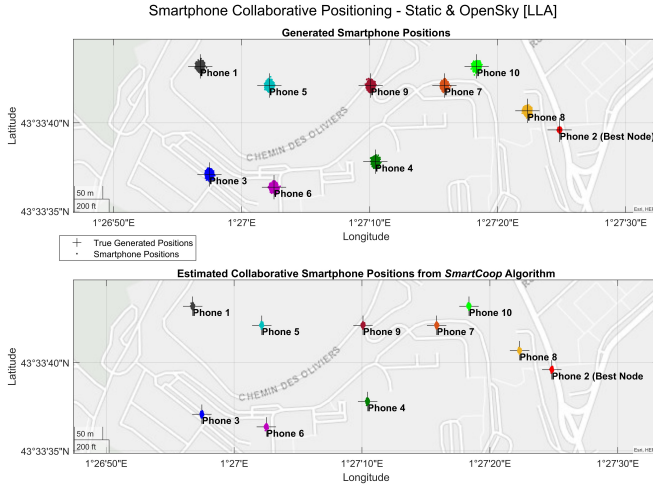 Smartphone Collaborative Positioning - Static & OpenSky [LLA]
Generated Smartphone Positions
Phone 1
Phone 5
Phone 9
Phone 7
Phone 10
Phone 8
Phone 2 (Best Node)
Phone 3
Phone 6
Phone 4
CHEMIN DES OLIVIERS
Latitude
43°33'40"N
43°33'35"N
50 m
200 ft
Esri, HE
1°26'50"E
1°27'E
1°27'10"E
1°27'20"E
1°27'30"E
Longitude
True Generated Positions
Smartphone Positions
Estimated Collaborative Smartphone Positions from SmartCoop Algorithm
Phone 1
Phone 5
Phone 9
Phone 7
Phone 10
Phone 8
Phone 2 (Best Node
Phone 3
Phone 6
Phone 4
CHEMIN DES OLIVIERS
Latitude
43°33'40"N
43°33'35"N
50 m
200 ft
Esri, HE
1°26'50"E
1°27'E
1°27'10"E
1°27'20"E
1°27'30"E
Longitude